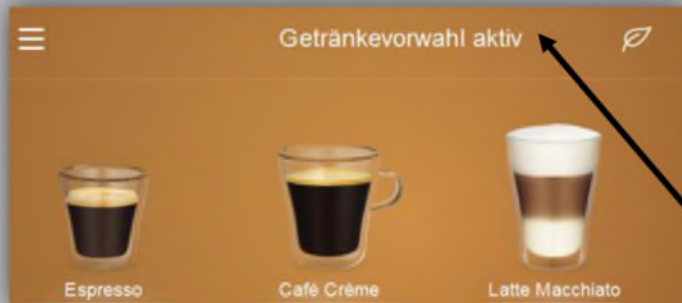 Getränkevorwahl aktiv
Espresso
Café Crème
Latte Macchiato